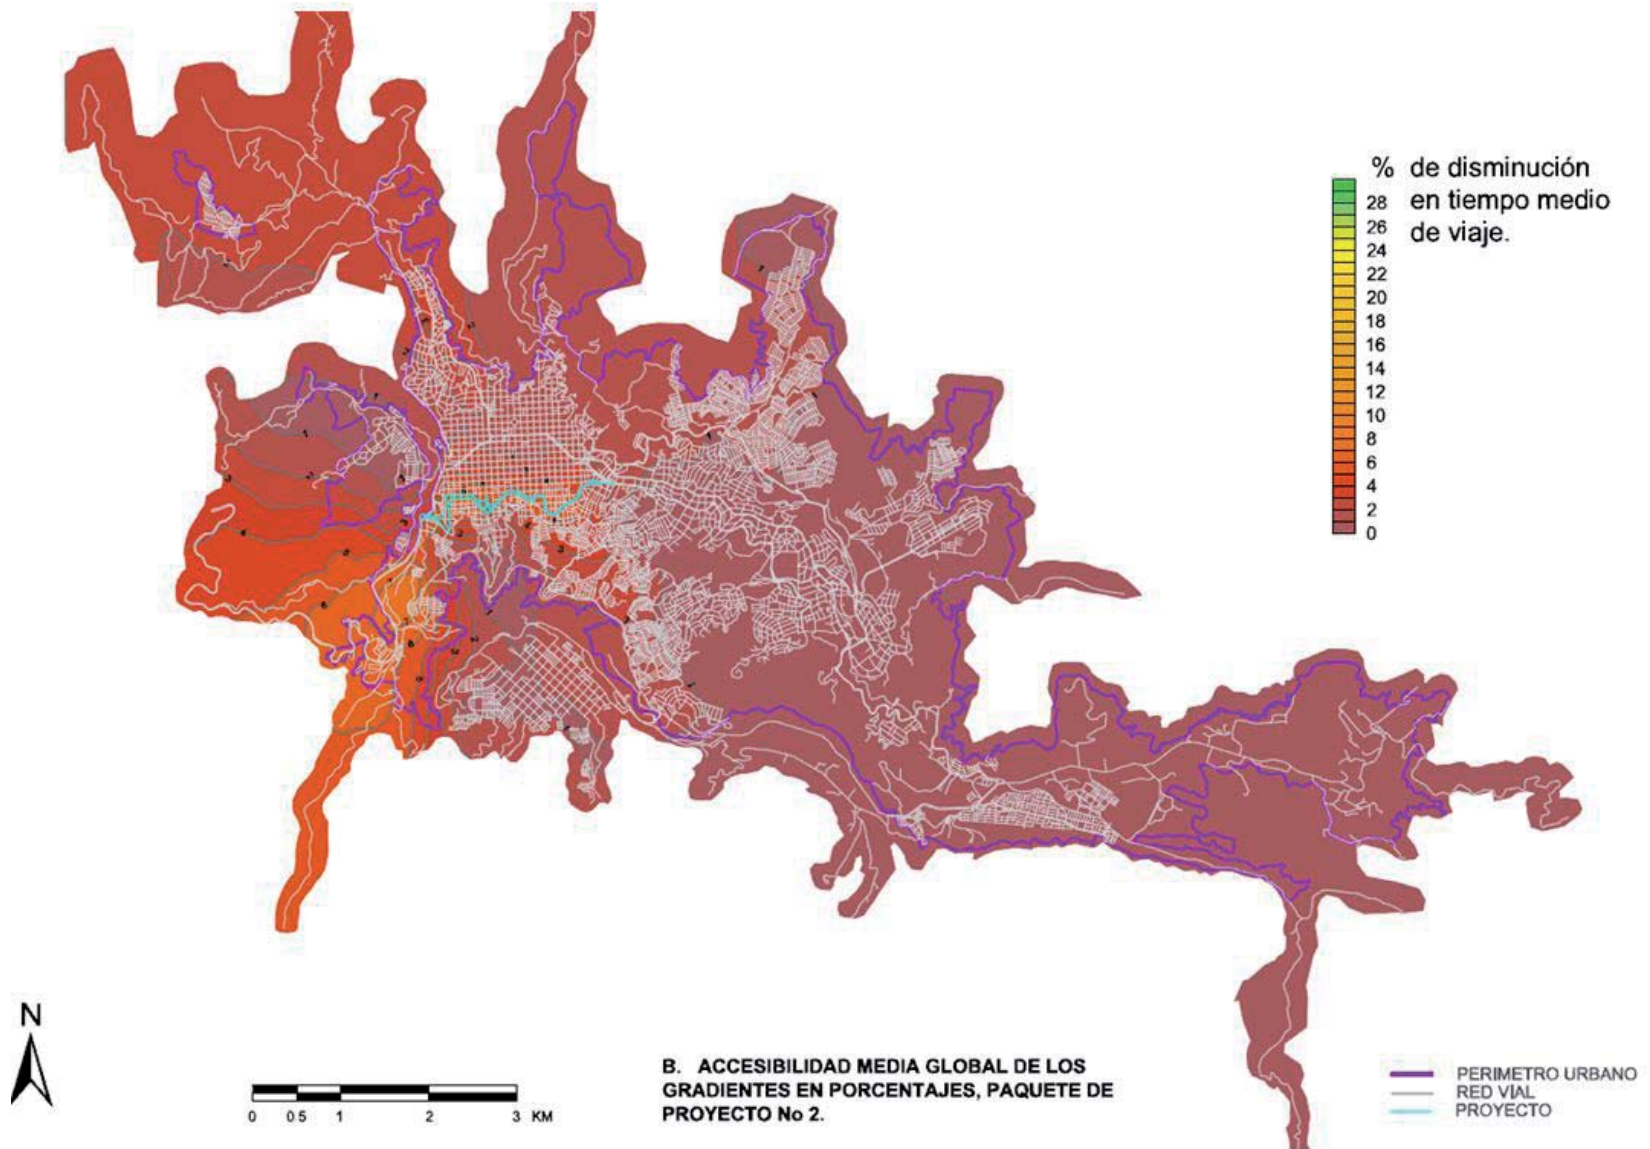 % de disminución
en tiempo medio
de viaje.
28
26
24
22
20
18
16
14
12
10
8
6
4
2
0
N
0 0 5 1 2 3 KM
B. ACCESIBILIDAD MEDIA GLOBAL DE LOS
GRADIENTES EN PORCENTAJES, PAQUETE DE
PROYECTO No 2.
PERIMETRO URBANO
RED VIAL
PROYECTO